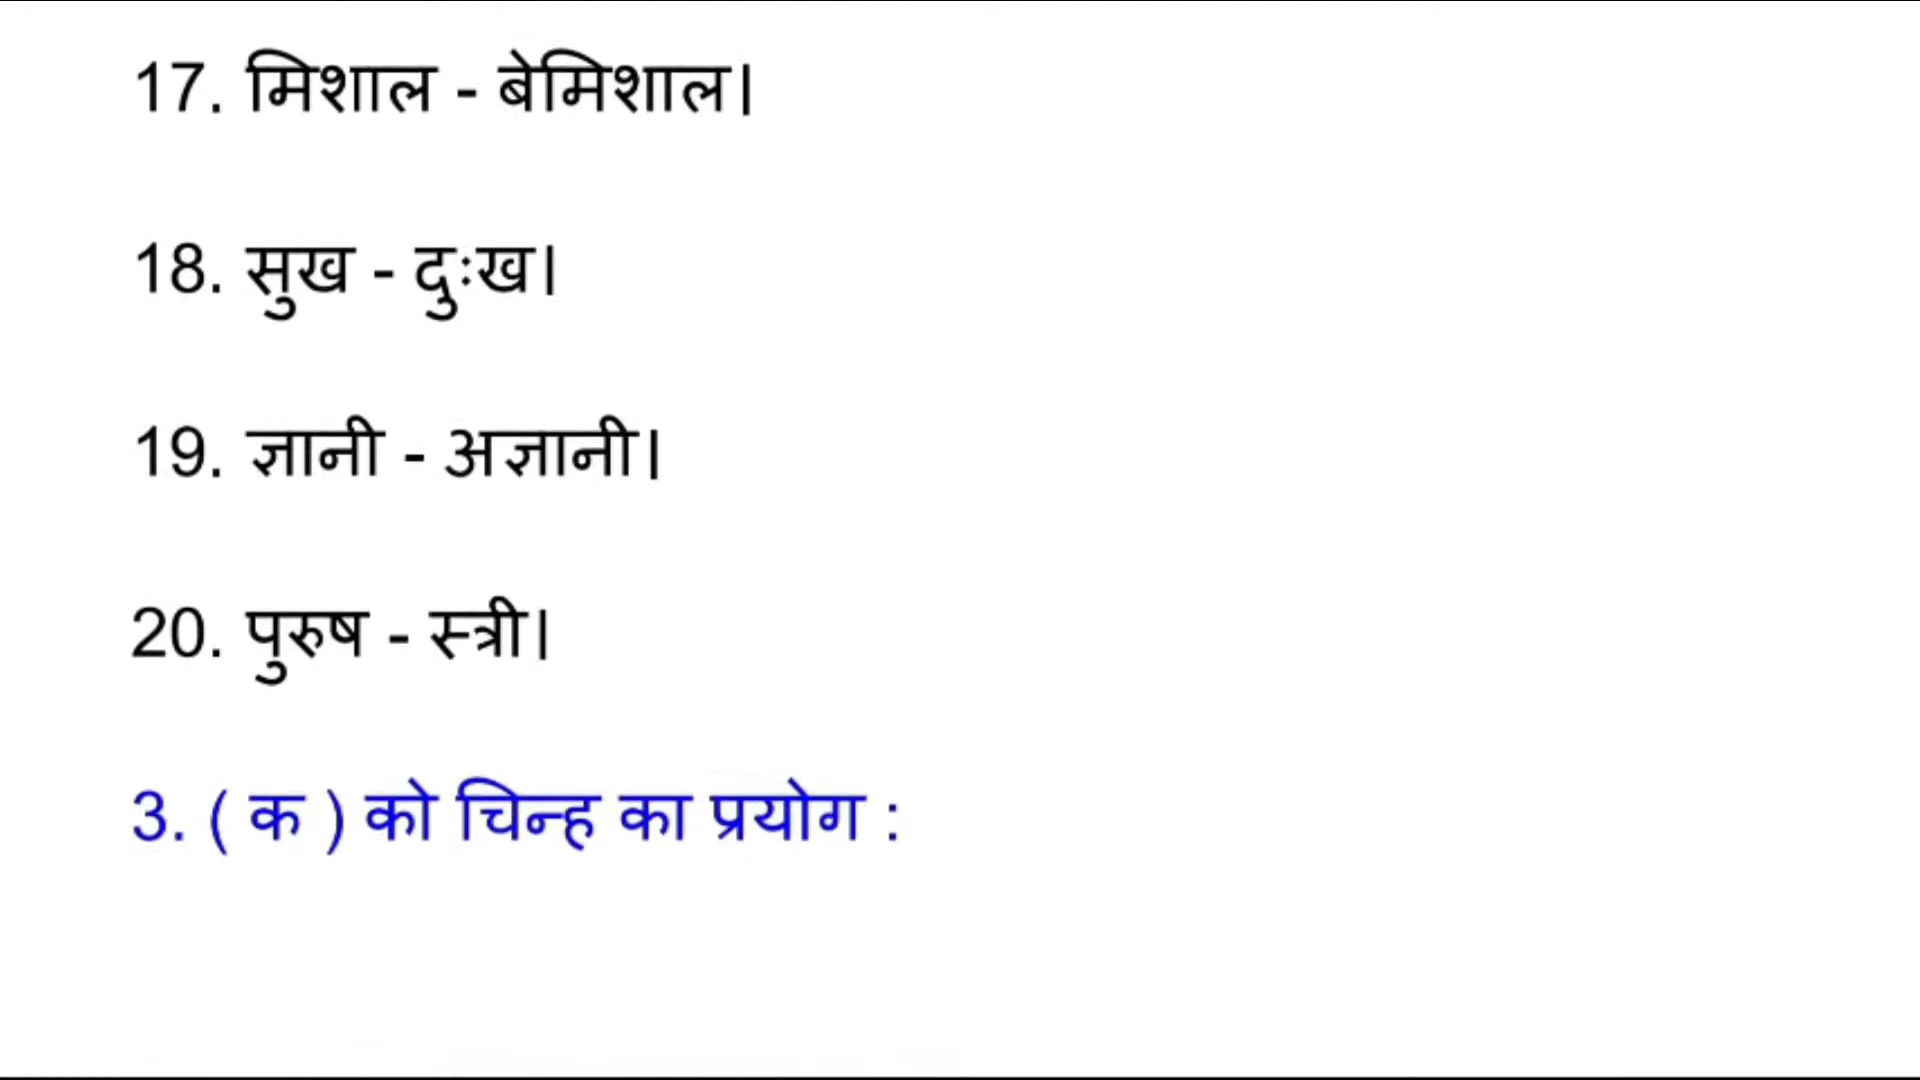 17. मिशाल - बेमिशाल।
18. सुख - दुःख।
19. ज्ञानी - अज्ञानी।
20. पुरुष - स्त्री।
3. ( क ) को चिन्ह का प्रयोग :